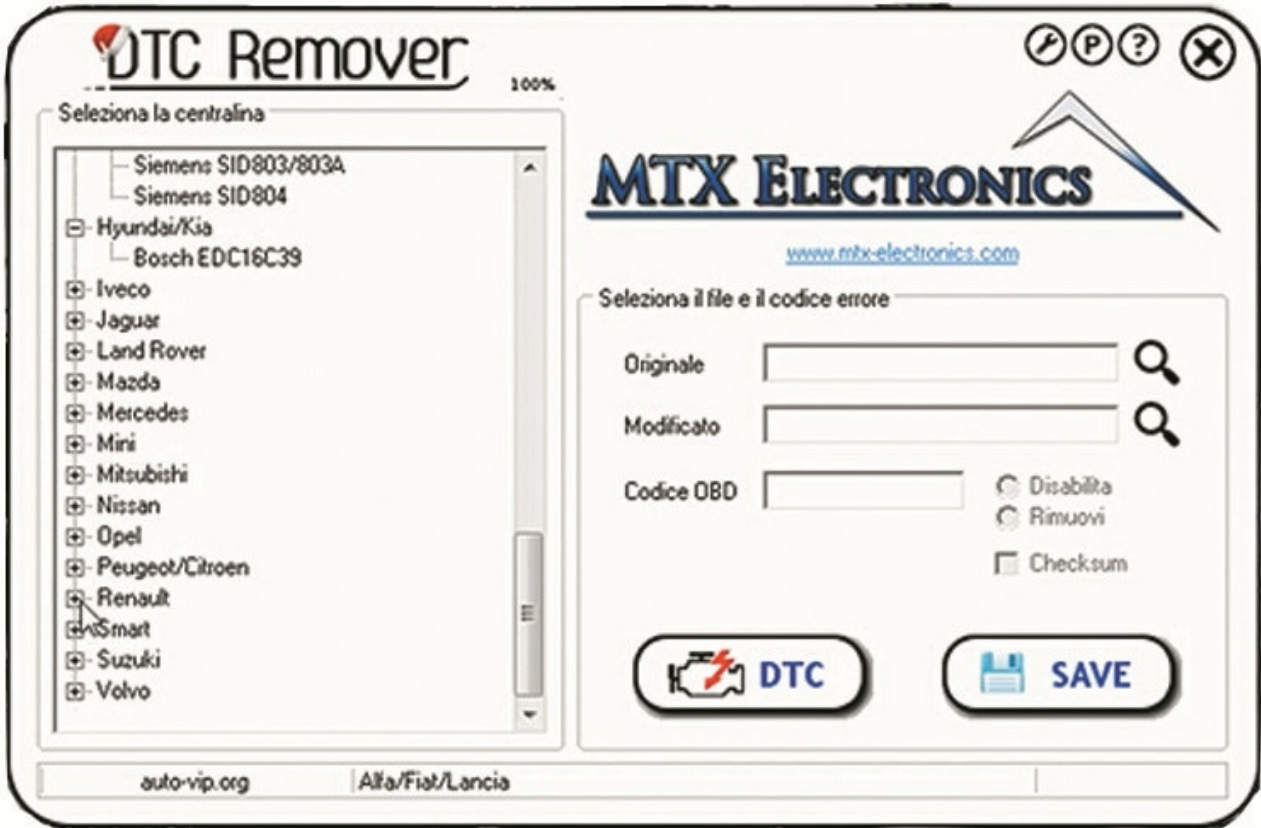 DTC Remover
100%
P
?
Seleziona la centralina
Siemens SID803/803A
Siemens SID804
Hyundai/Kia
Bosch EDC16C39
Iveco
Jaguar
Land Rover
Mazda
Mercedes
Mini
Mitsubishi
Nissan
Opel
Peugeot/Citroen
Renault
Smart
Suzuki
Volvo
MTX ELECTRONICS
www.mtx-electronics.com
Seleziona il file e il codice errore
Originale
Modificato
Codice OBD
Disabilita
Rimuovi
Checksum
DTC
SAVE
auto-vip.org
Alfa/Fiat/Lancia